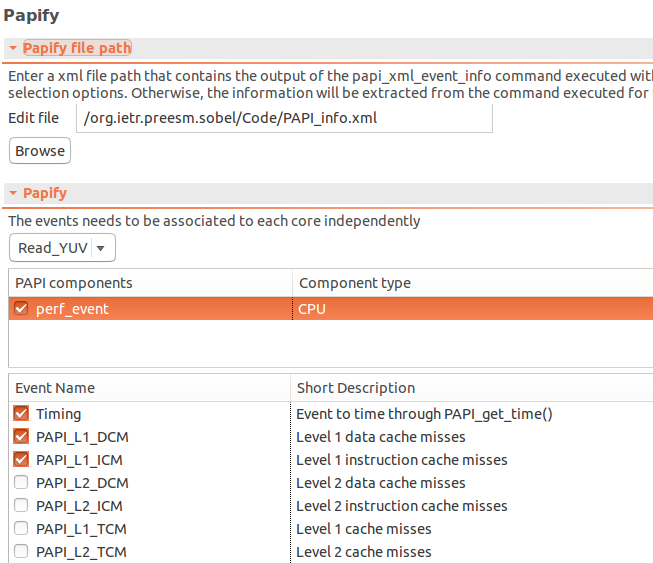 Papify
Papify file path
Enter a xml file path that contains the output of the papi_xml_event_info command executed wit
selection options. Otherwise, the information will be extracted from the command executed for
Edit file /org.ietr.preesm.sobel/Code/PAPI_info.xml
Browse
Papify
The events needs to be associated to each core independently
Read_YUV
PAPI components Component type
perf_event CPU
Event Name Short Description
Timing Event to time through PAPI_get_time()
PAPI_L1_DCM Level 1 data cache misses
PAPI_L1_ICM Level 1 instruction cache misses
PAPI_L2_DCM Level 2 data cache misses
PAPI_L2_ICM Level 2 instruction cache misses
PAPI_L1_TCM Level 1 cache misses
PAPI_L2_TCM Level 2 cache misses